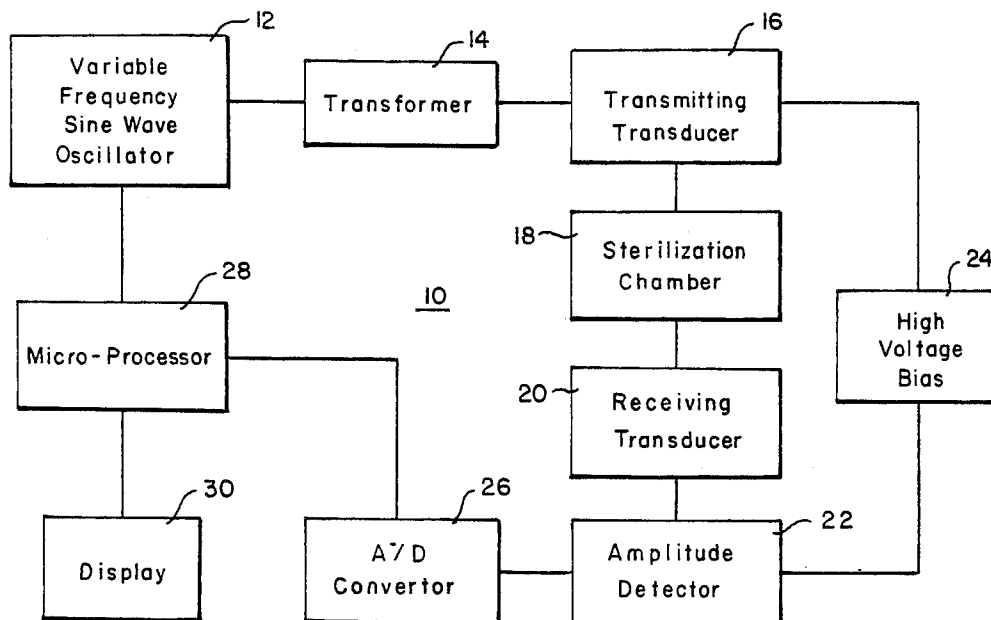 12
Variable
Frequency
Sine Wave
Oscillator
14
Transformer
16
Transmitting
Transducer
18
Sterilization
Chamber
24
High
Voltage
Bias
28
Micro-Processor
10
20
Receiving
Transducer
30
Display
26
A/D
Convertor
22
Amplitude
Detector